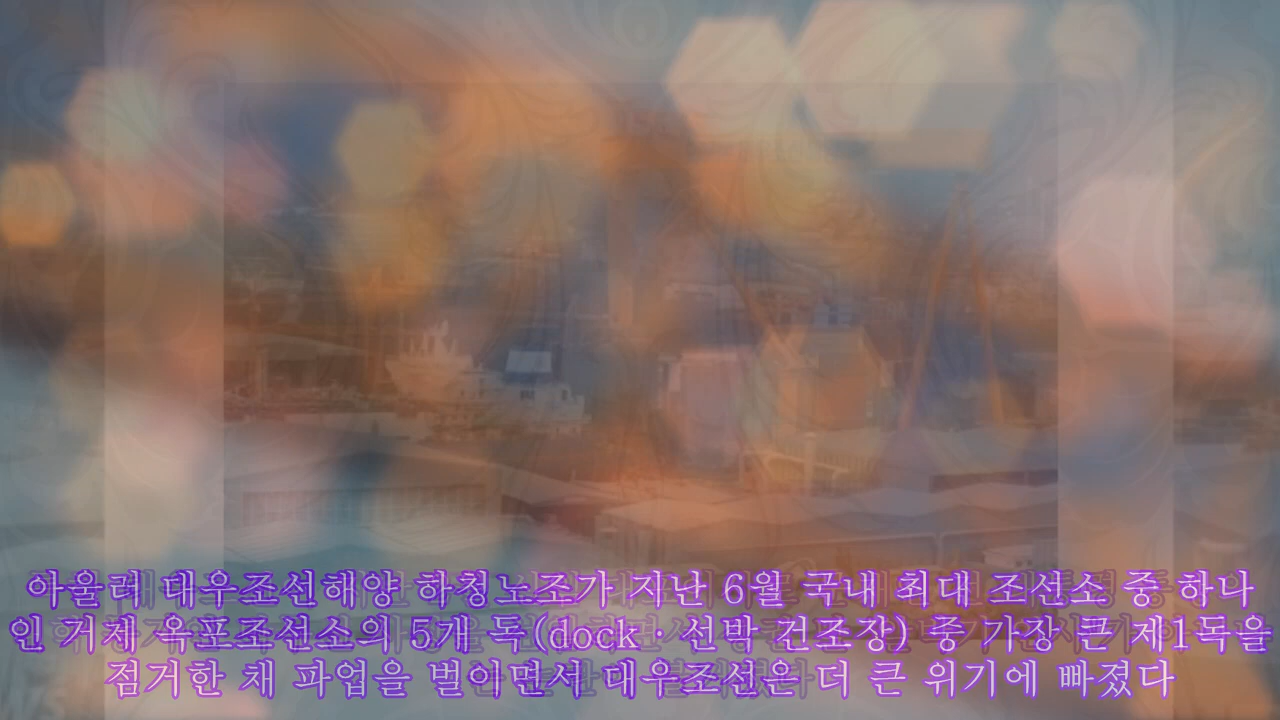 아울러 대우조선해양 하청노조가 지난 6월 국내 최대 조선소 중 하나
인 거제 옥포조선소의 5개 독(dock · 선박 건조장) 중 가장 큰 제1독을
점거한 채 파업을 벌이면서 대우조선은 더 큰 위기에 빠졌다